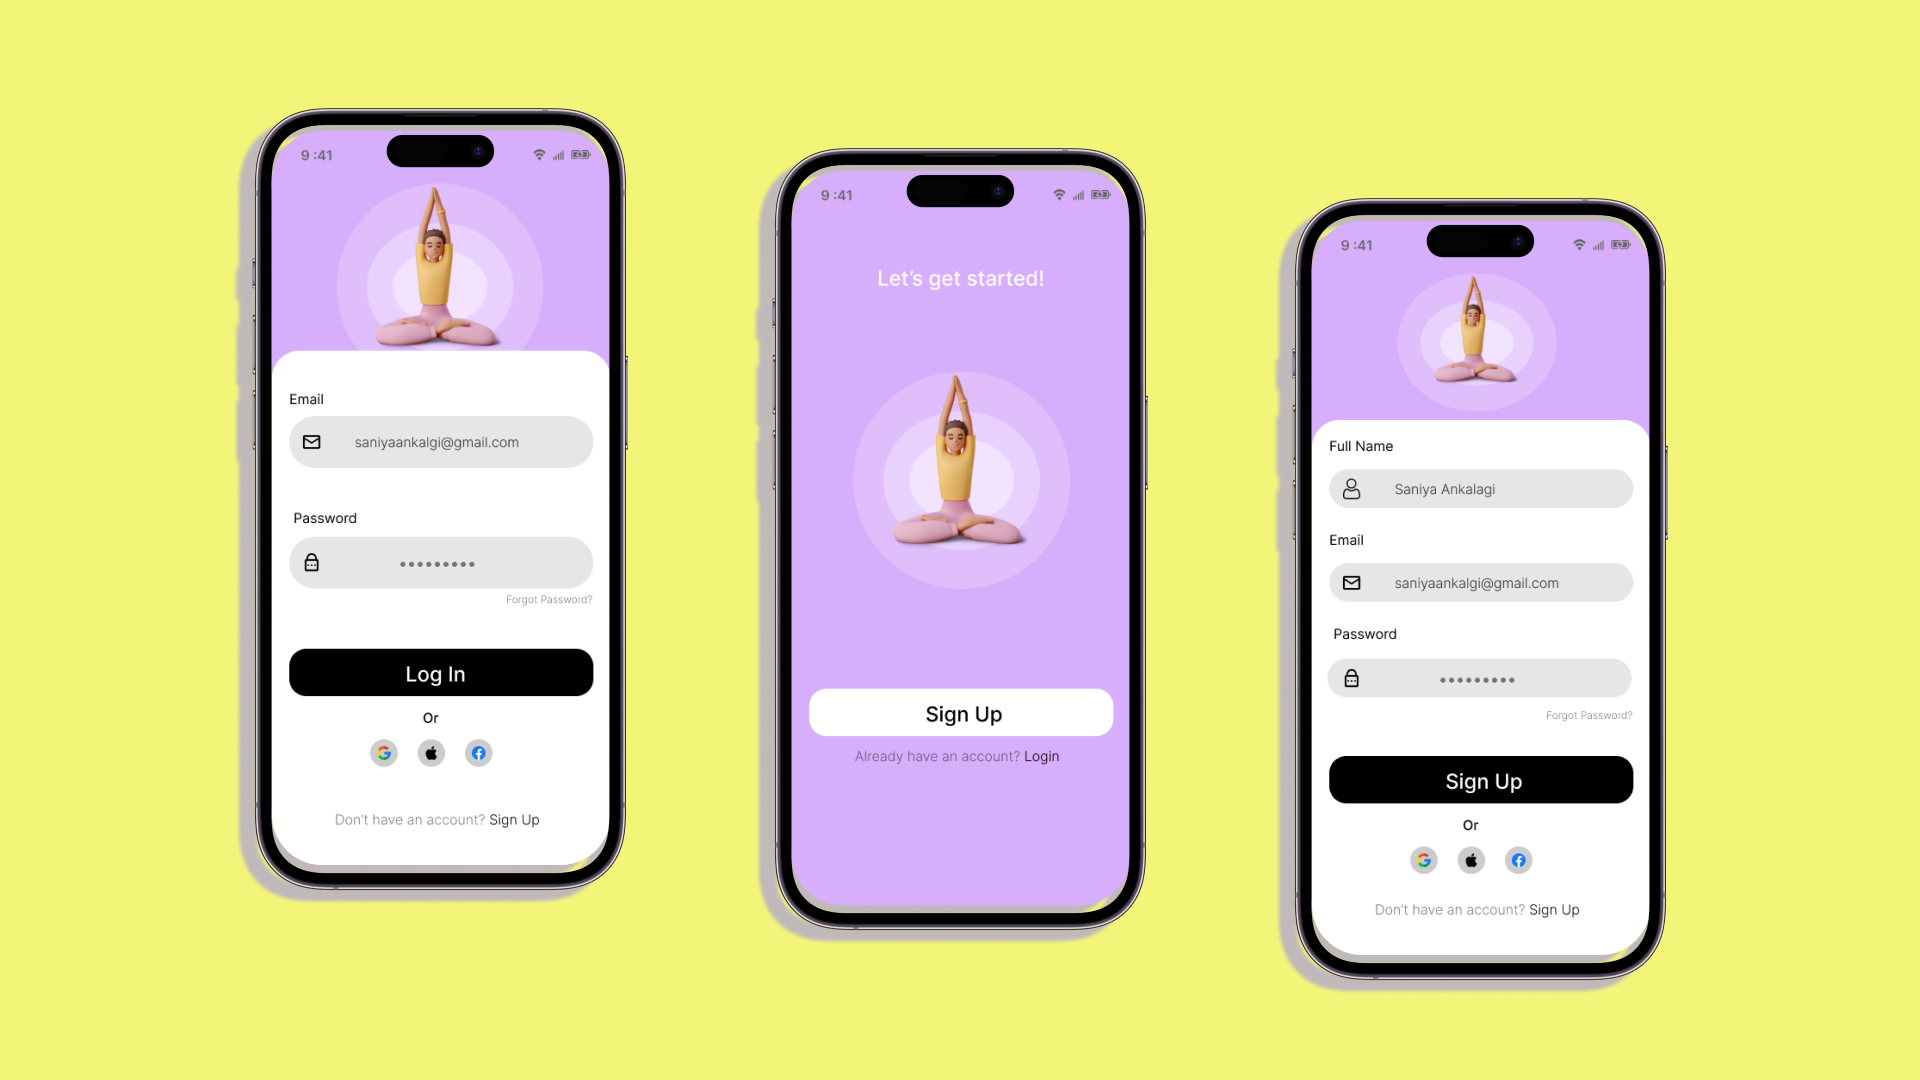 9 :41
Email
saniyaankalgi@gmail.com
Password
•••••••••
Forgot Password?
Log In
Or
Don't have an account? Sign Up
9 :41
Let's get started!
Sign Up
Already have an account? Login
9 :41
Full Name
Saniya Ankalagi
Email
saniyaankalgi@gmail.com
Password
•••••••••
Forgot Password?
Sign Up
Or
Don't have an account? Sign Up